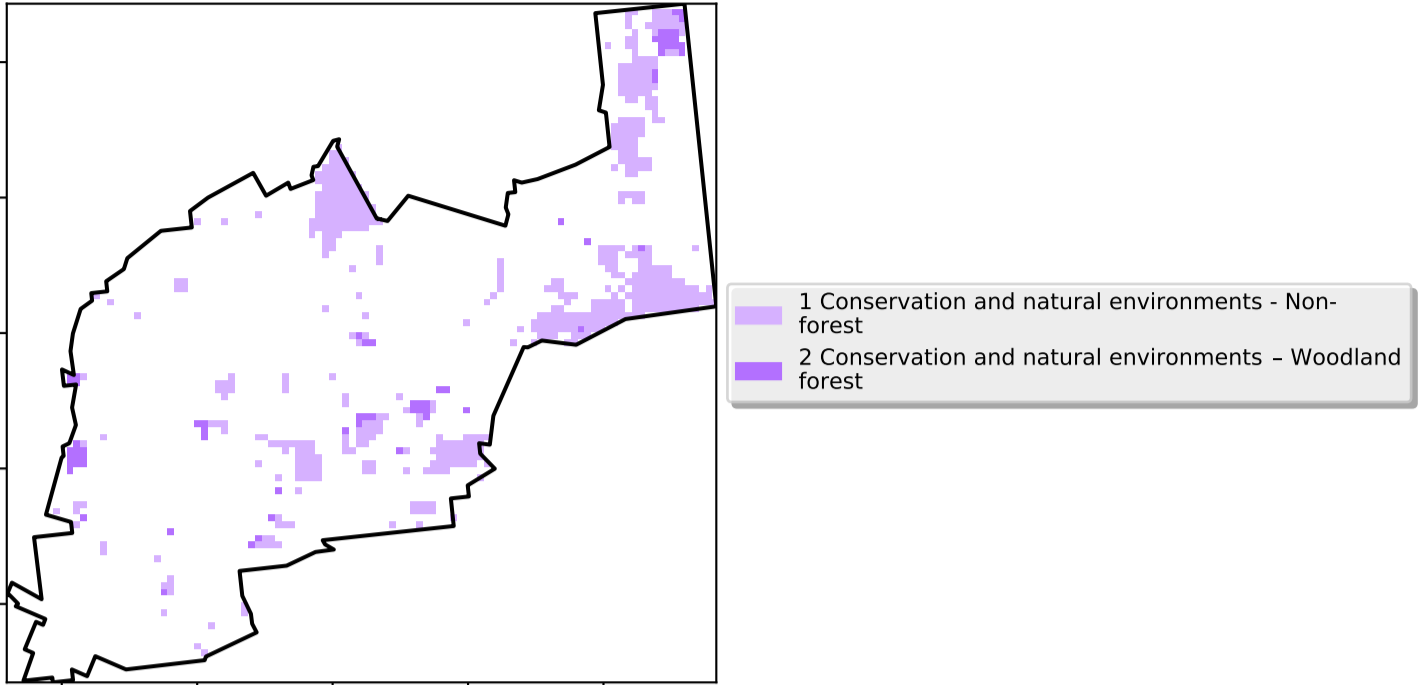 1 Conservation and natural environments - Non-
forest
2 Conservation and natural environments – Woodland
forest